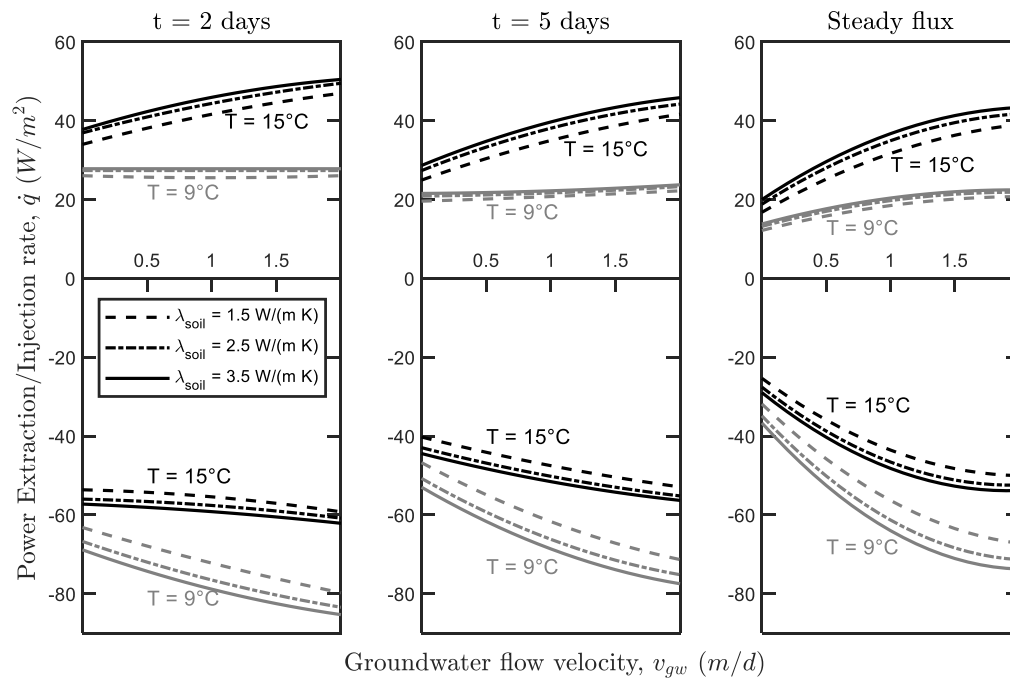 t = 2 days
t = 5 days
Steady flux
Power Extraction/Injection rate, q̇ (W/m²)
60
40
20
0
-20
-40
-60
-80
0.5
1
1.5
T = 15°C
T = 9°C
λsoil = 1.5 W/(m K)
λsoil = 2.5 W/(m K)
λsoil = 3.5 W/(m K)
T = 15°C
T = 9°C
60
40
20
0
-20
-40
-60
-80
0.5
1
1.5
T = 15°C
T = 9°C
T = 15°C
T = 9°C
60
40
20
0
-20
-40
-60
-80
0.5
1
1.5
T = 15°C
T = 9°C
T = 15°C
T = 9°C
Groundwater flow velocity, vgw (m/d)